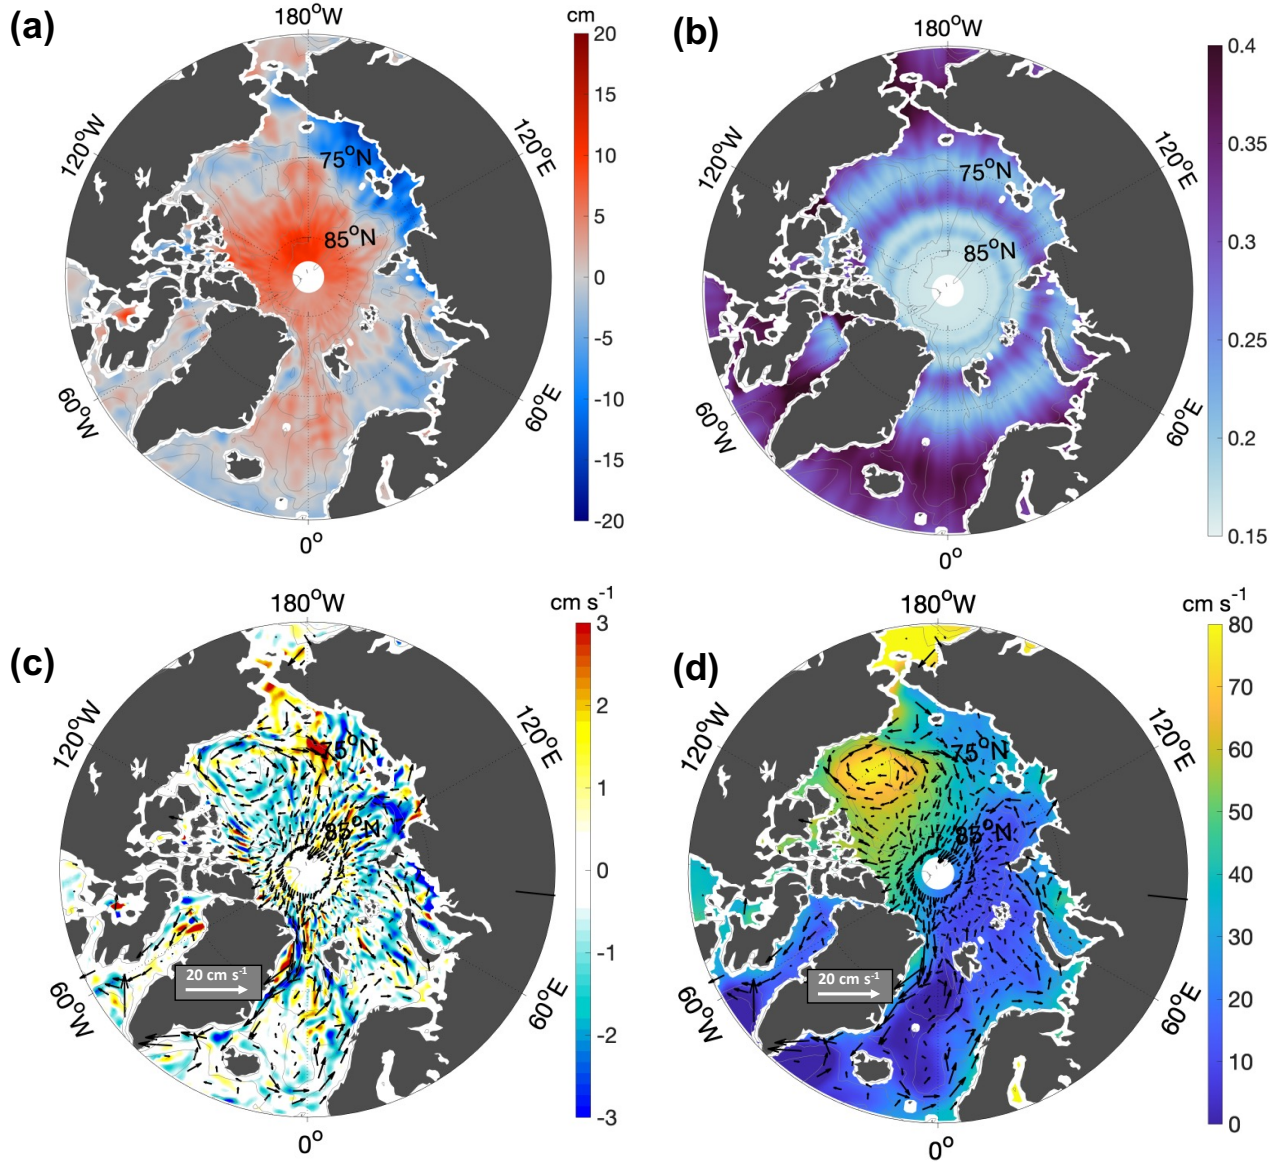 (a)
180°W
cm
20
15
10
5
0
-5
-10
-15
-20
120°W
120°E
75°N
85°N
60°W
60°E
0°
(b)
180°W
0.4
0.35
0.3
0.25
0.2
0.15
120°W
120°E
75°N
85°N
60°W
60°E
0°
(c)
180°W
cm s⁻¹
3
2
1
0
-1
-2
-3
120°W
120°E
75°N
85°N
20 cm s⁻¹
60°W
60°E
0°
(d)
180°W
cm s⁻¹
80
70
60
50
40
30
20
10
0
120°W
120°E
75°N
85°N
20 cm s⁻¹
60°W
60°E
0°